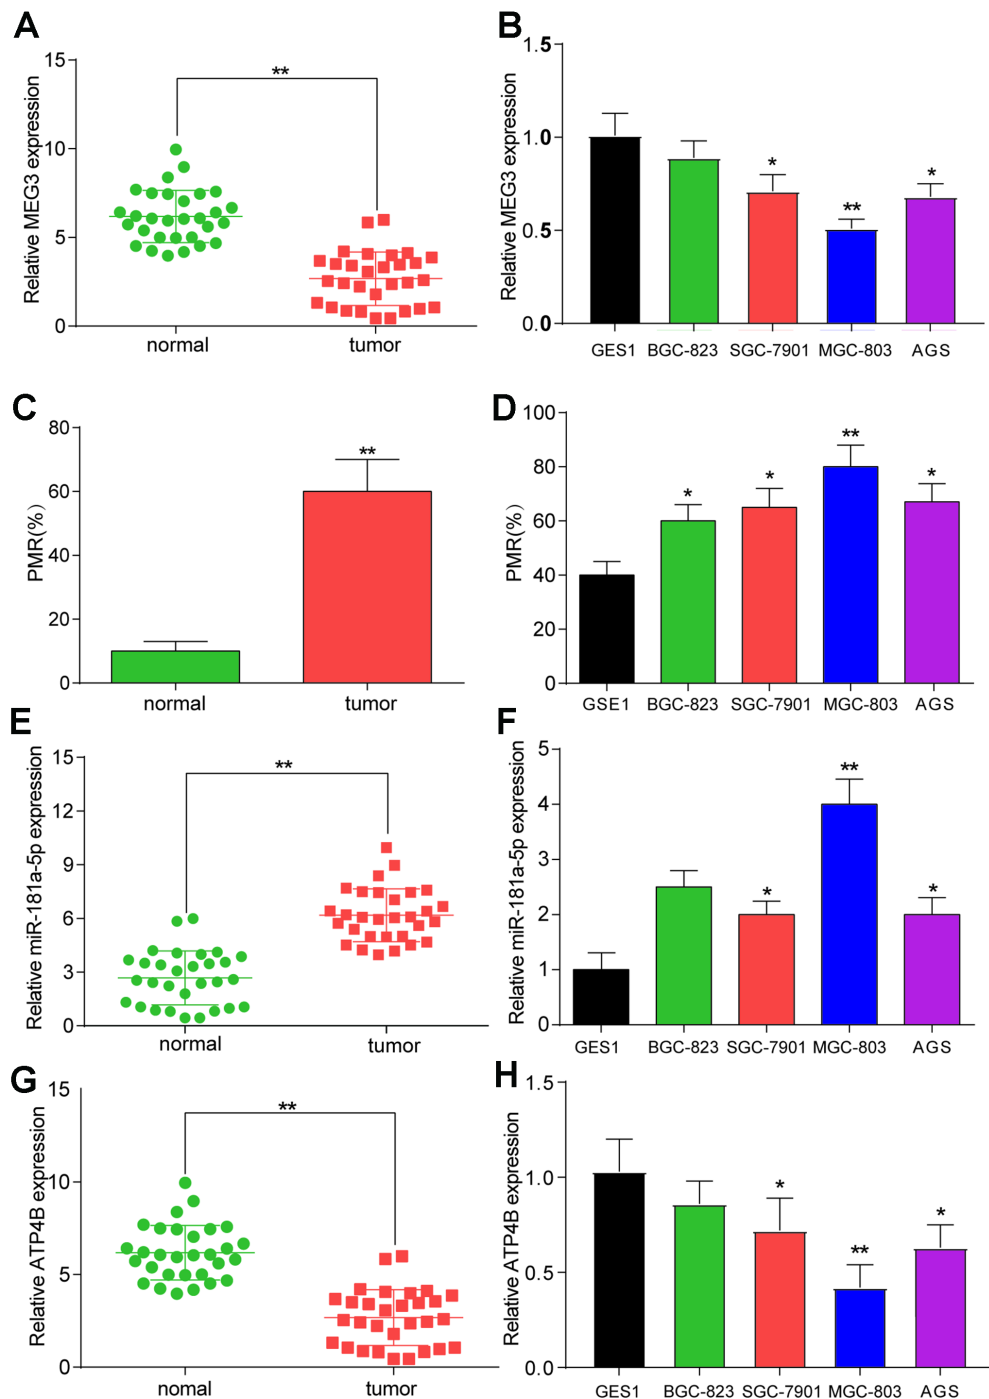 A
Relative MEG3 expression
15
10
5
0
**
normal
tumor
B
Relative MEG3 expression
1.5
1.0
0.5
0.0
*
**
*
GES1
BGC-823
SGC-7901
MGC-803
AGS
C
PMR(%)
80
60
40
20
0
**
normal
tumor
D
PMR(%)
100
80
60
40
20
0
*
*
**
*
GSE1
BGC-823
SGC-7901
MGC-803
AGS
E
Relative miR-181a-5p expression
15
12
9
6
3
0
**
normal
tumor
F
Relative miR-181a-5p expression
5
4
3
2
1
0
*
**
*
GES1
BGC-823
SGC-7901
MGC-803
AGS
G
Relative ATP4B expression
15
10
5
0
**
nomal
tumor
H
Relative ATP4B expression
1.5
1.0
0.5
0.0
*
**
*
GES1
BGC-823
SGC-7901
MGC-803
AGS